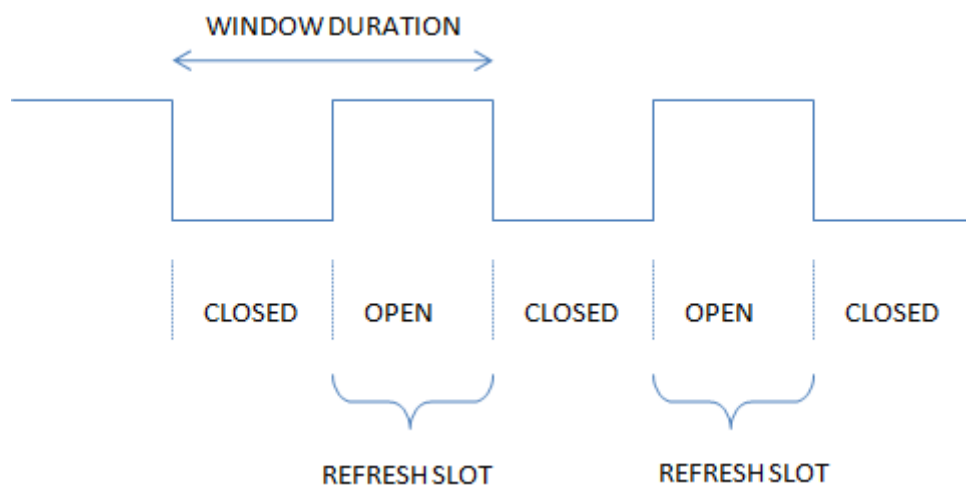 WINDOW DURATION
CLOSED OPEN CLOSED OPEN CLOSED
REFRESH SLOT REFRESH SLOT